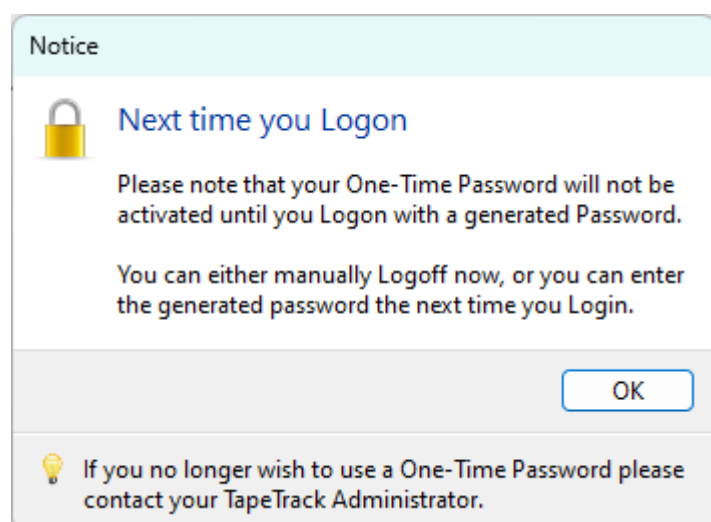 Notice
Next time you Logon
Please note that your One-Time Password will not be
activated until you Logon with a generated Password.
You can either manually Logoff now, or you can enter
the generated password the next time you Login.
OK
If you no longer wish to use a One-Time Password please
contact your TapeTrack Administrator.